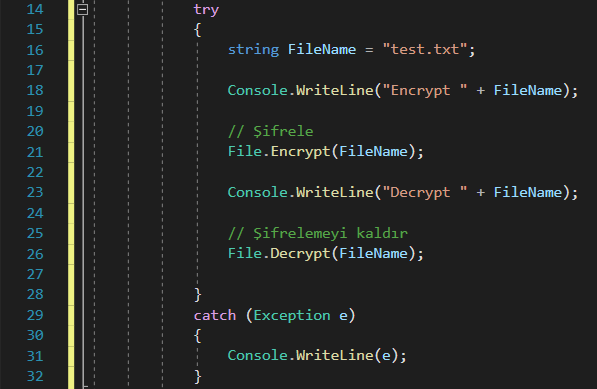 14 try
15 {
16 string FileName = "test.txt";
17
18 Console.WriteLine("Encrypt " + FileName);
19
20 // Şifrele
21 File.Encrypt(FileName);
22
23 Console.WriteLine("Decrypt " + FileName);
24
25 // Şifrelemeyi kaldır
26 File.Decrypt(FileName);
27
28 }
29 catch (Exception e)
30 {
31 Console.WriteLine(e);
32 }